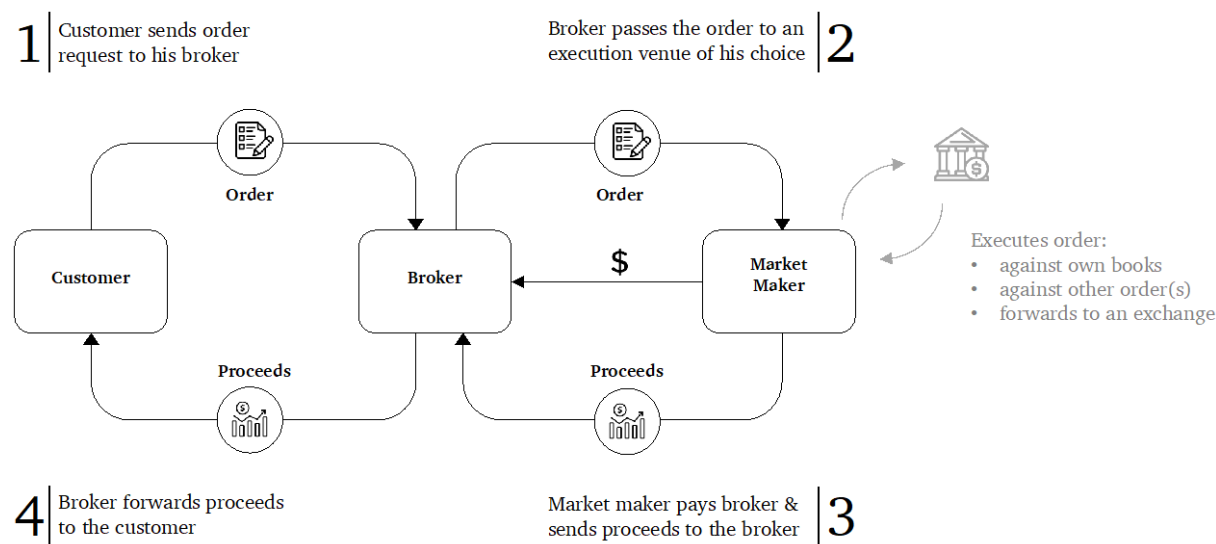 1
Customer sends order
request to his broker
Broker passes the order to an
execution venue of his choice
2
Order
Order
Customer
Broker
$
Market
Maker
$
Executes order:
• against own books
• against other order(s)
• forwards to an exchange
Proceeds
Proceeds
$
$
4
Broker forwards proceeds
to the customer
Market maker pays broker &
sends proceeds to the broker
3